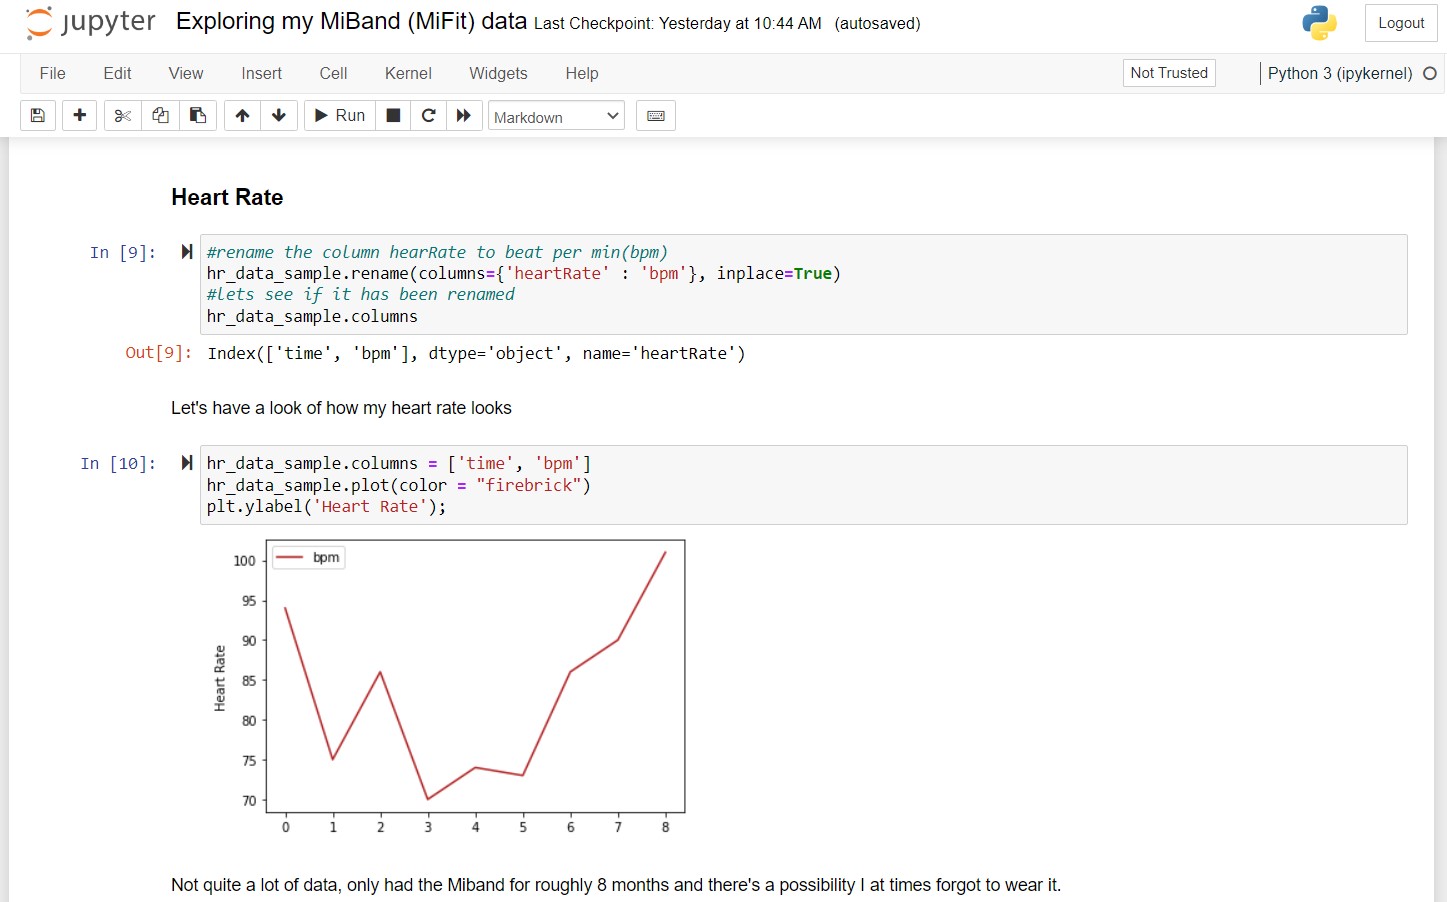 jupyter Exploring my MiBand (MiFit) data Last Checkpoint: Yesterday at 10:44 AM (autosaved) Logout
File Edit View Insert Cell Kernel Widgets Help Not Trusted Python 3 (ipykernel)
Run Markdown
Heart Rate
In [9]: #rename the column hearRate to beat per min(bpm)
hr_data_sample.rename(columns={'heartRate' : 'bpm'}, inplace=True)
#lets see if it has been renamed
hr_data_sample.columns
Out[9]: Index(['time', 'bpm'], dtype='object', name='heartRate')
Let's have a look of how my heart rate looks
In [10]: hr_data_sample.columns = ['time', 'bpm']
hr_data_sample.plot(color = "firebrick")
plt.ylabel('Heart Rate');
bpm
100
95
90
85
80
75
70
Heart Rate
0 1 2 3 4 5 6 7 8
Not quite a lot of data, only had the Miband for roughly 8 months and there's a possibility I at times forgot to wear it.